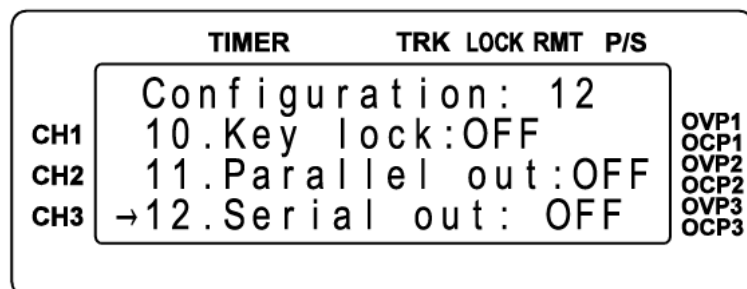 TIMER TRK LOCK RMT P/S
Configuration: 12
CH1 10.Key lock:OFF OVP1
OCP1
CH2 11.Parallel out:OFF OVP2
OCP2
CH3 →12.Serial out: OFF OVP3
OCP3